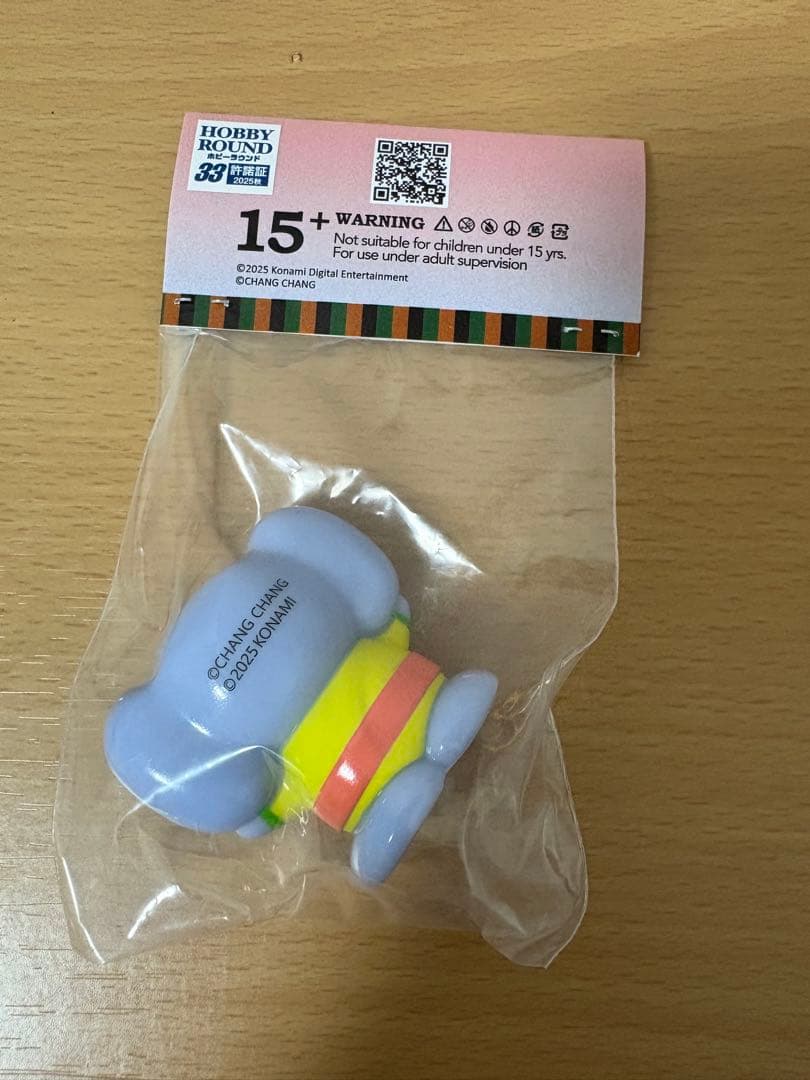 HOBBY
ROUND
ホビーラウンド
33 許諾証
2025秋
15+ WARNING
Not suitable for children under 15 yrs.
For use under adult supervision
©2025 Konami Digital Entertainment
©CHANG CHANG
©CHANG CHANG
©2025 KONAMI